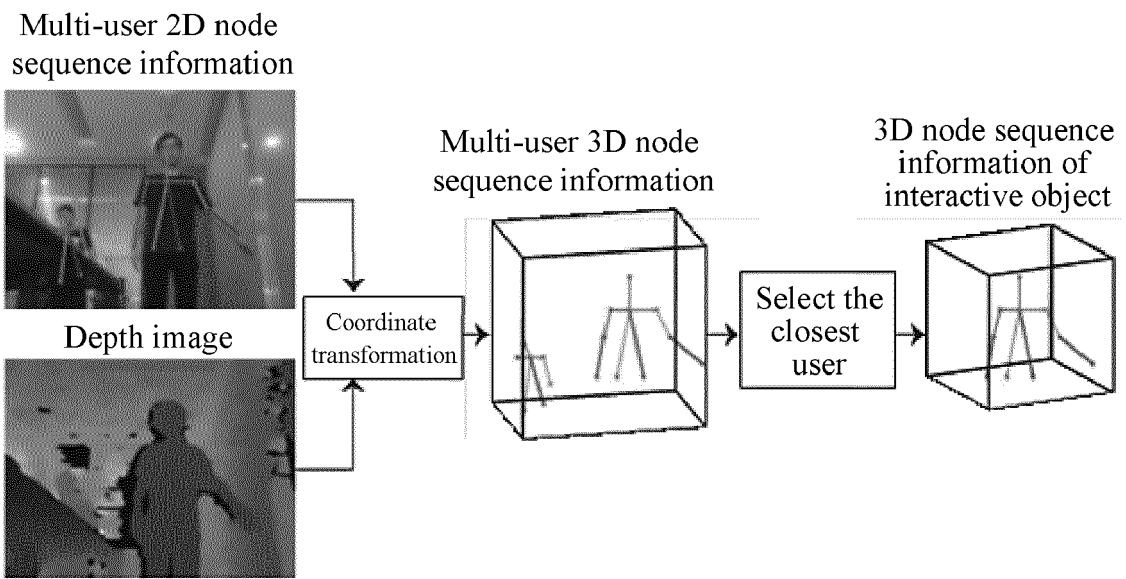 Multi-user 2D node
sequence information
Depth image
Coordinate
transformation
Multi-user 3D node
sequence information
Select the
closest
user
3D node sequence
information of
interactive object